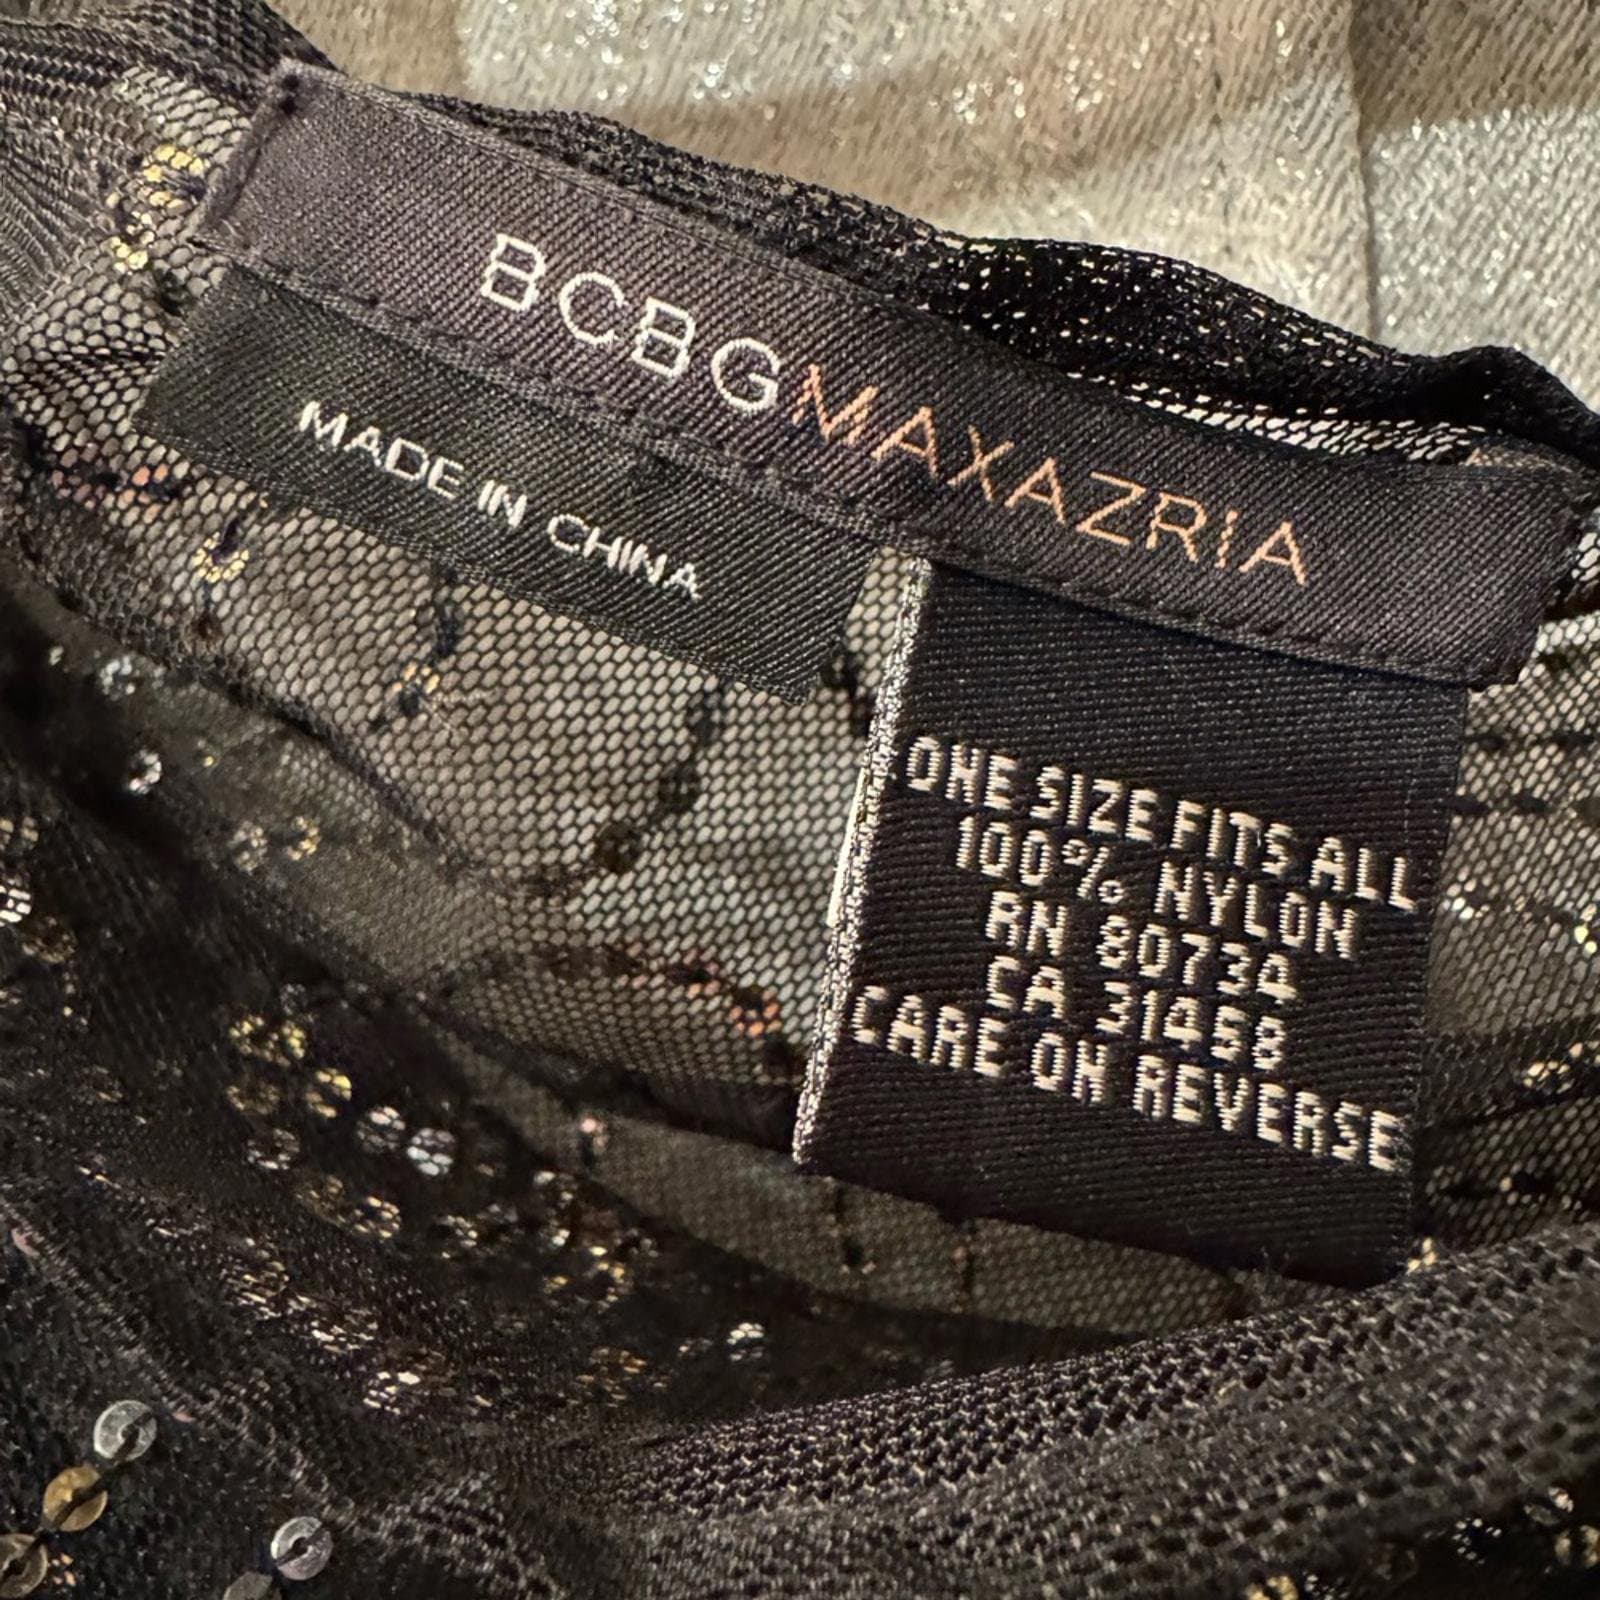 BCBGMAXAZRIA
MADE IN CHINA
ONE SIZE FITS ALL
100% NYLON
RN 80734
CA 31458
CARE ON REVERSE